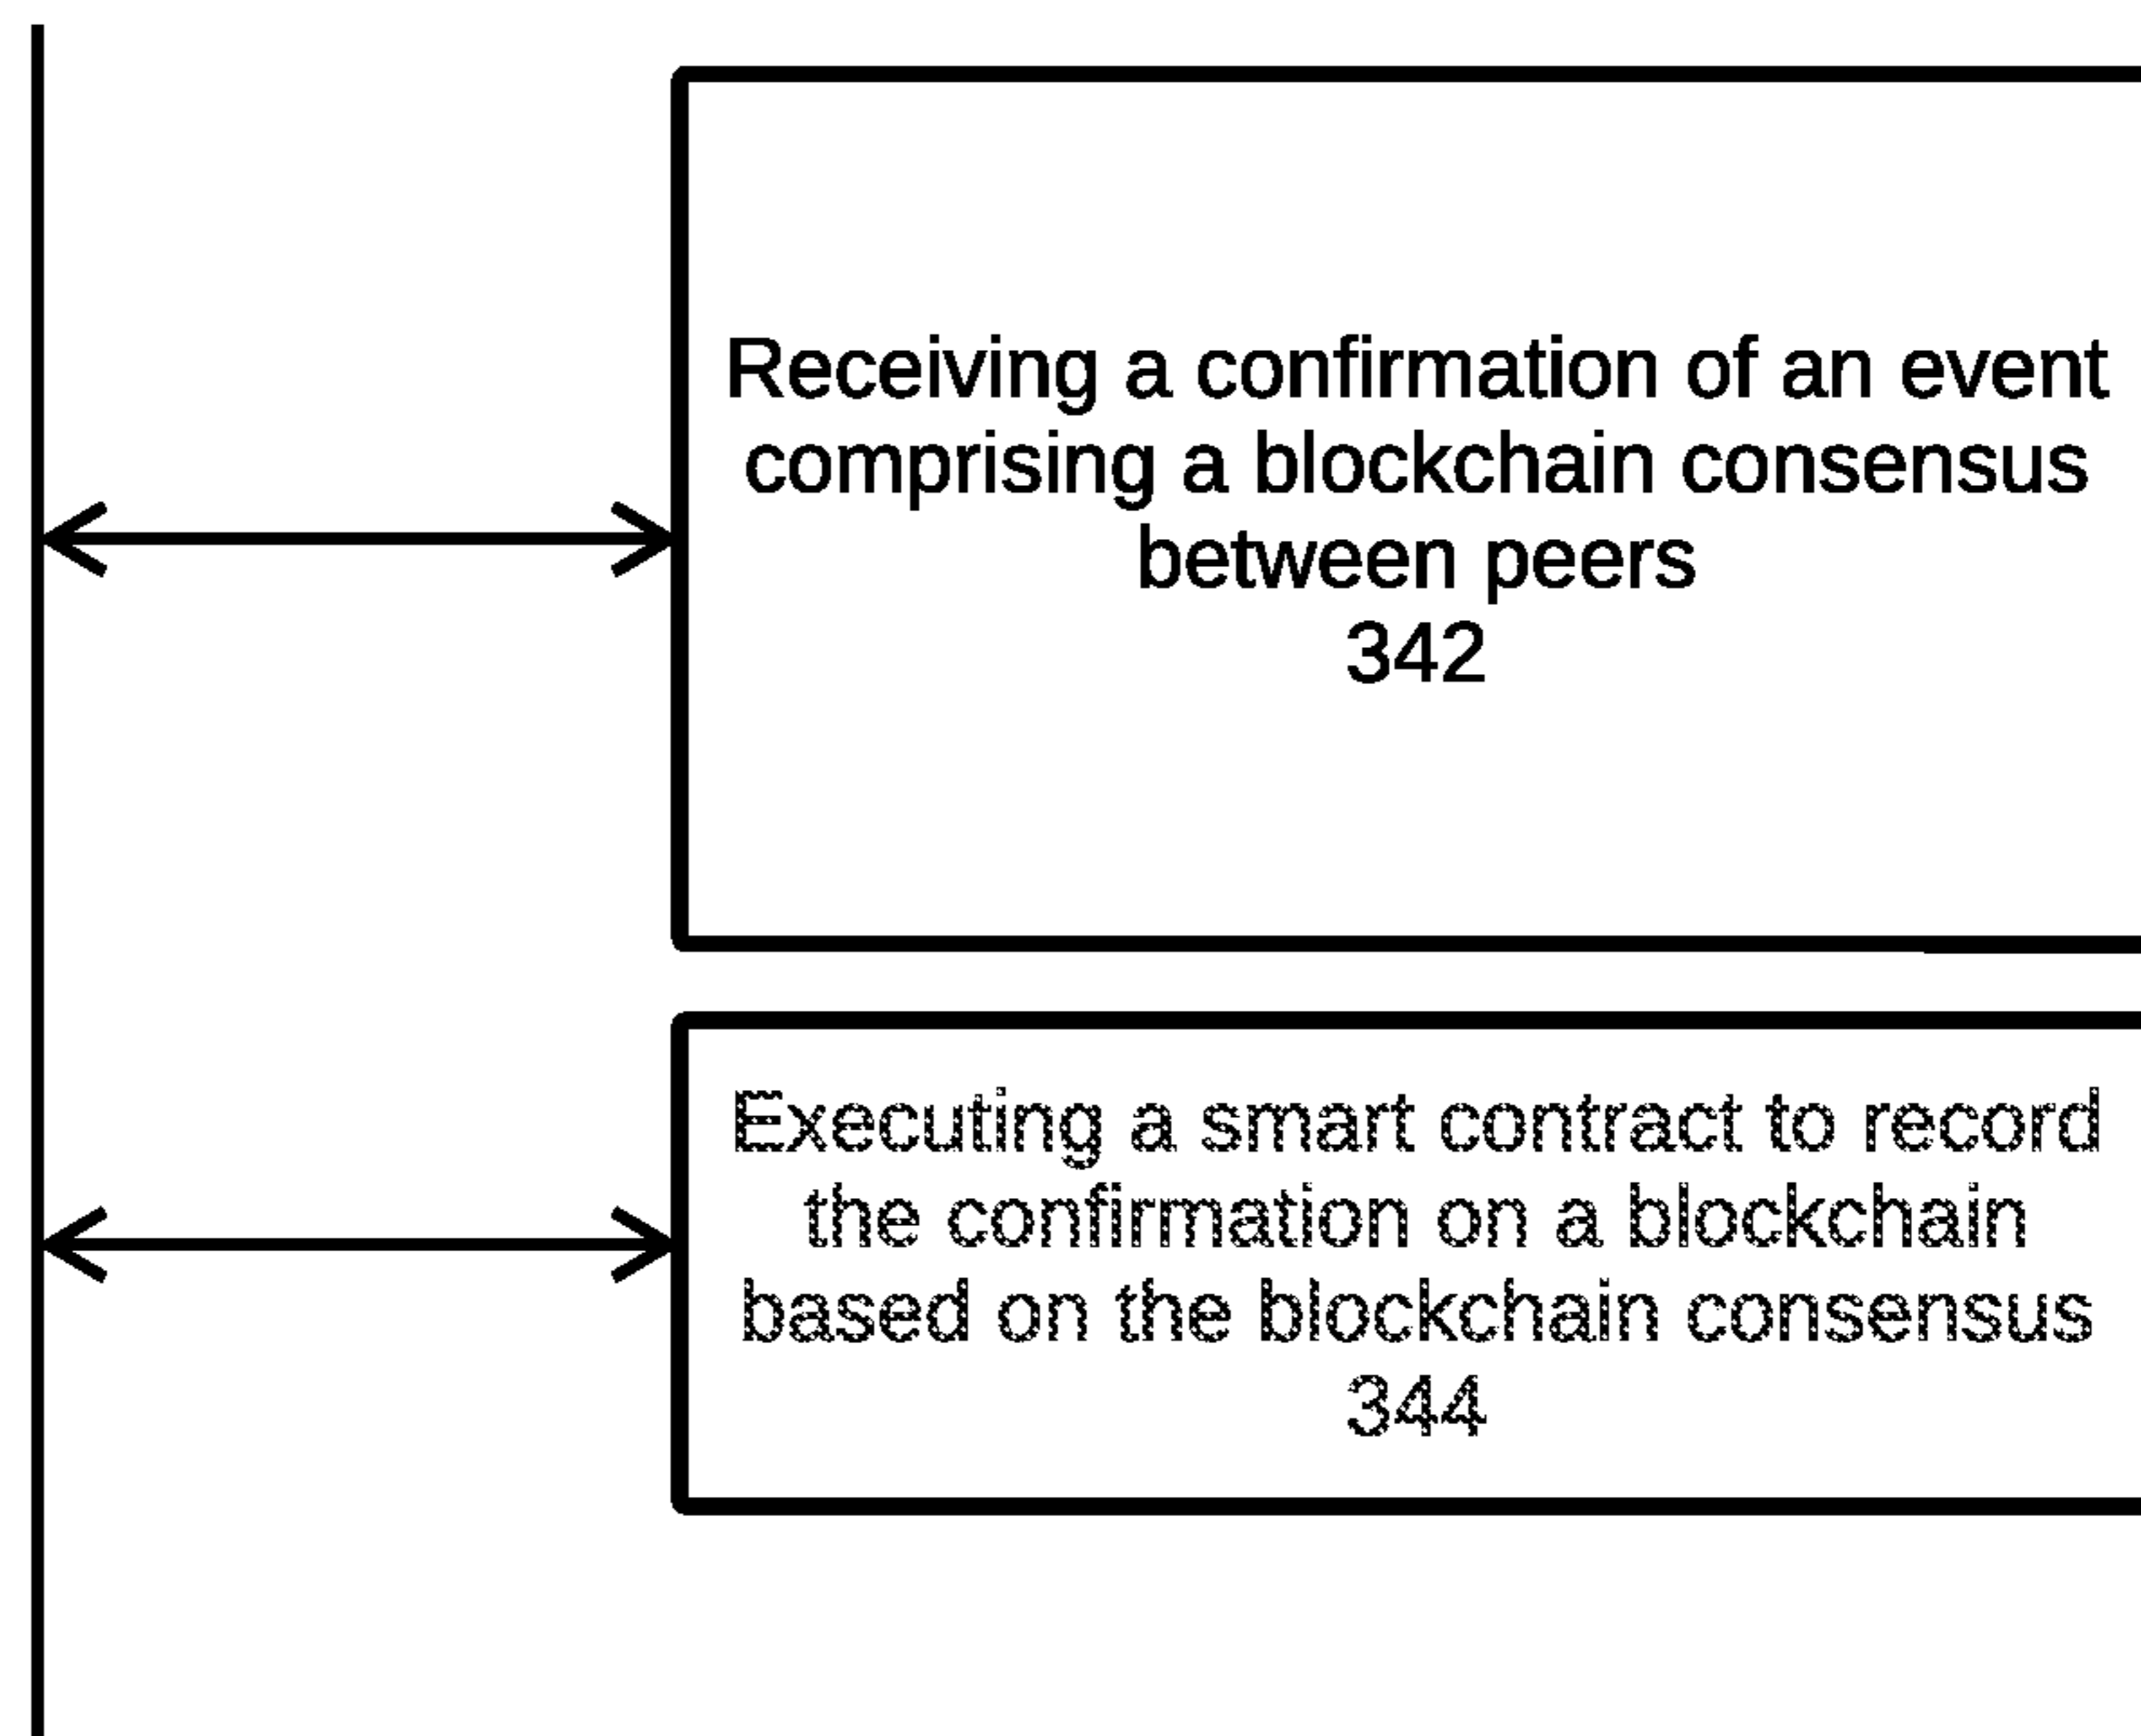 Receiving a confirmation of an event
comprising a blockchain consensus
between peers
342
Executing a smart contract to record
the confirmation on a blockchain
based on the blockchain consensus
344